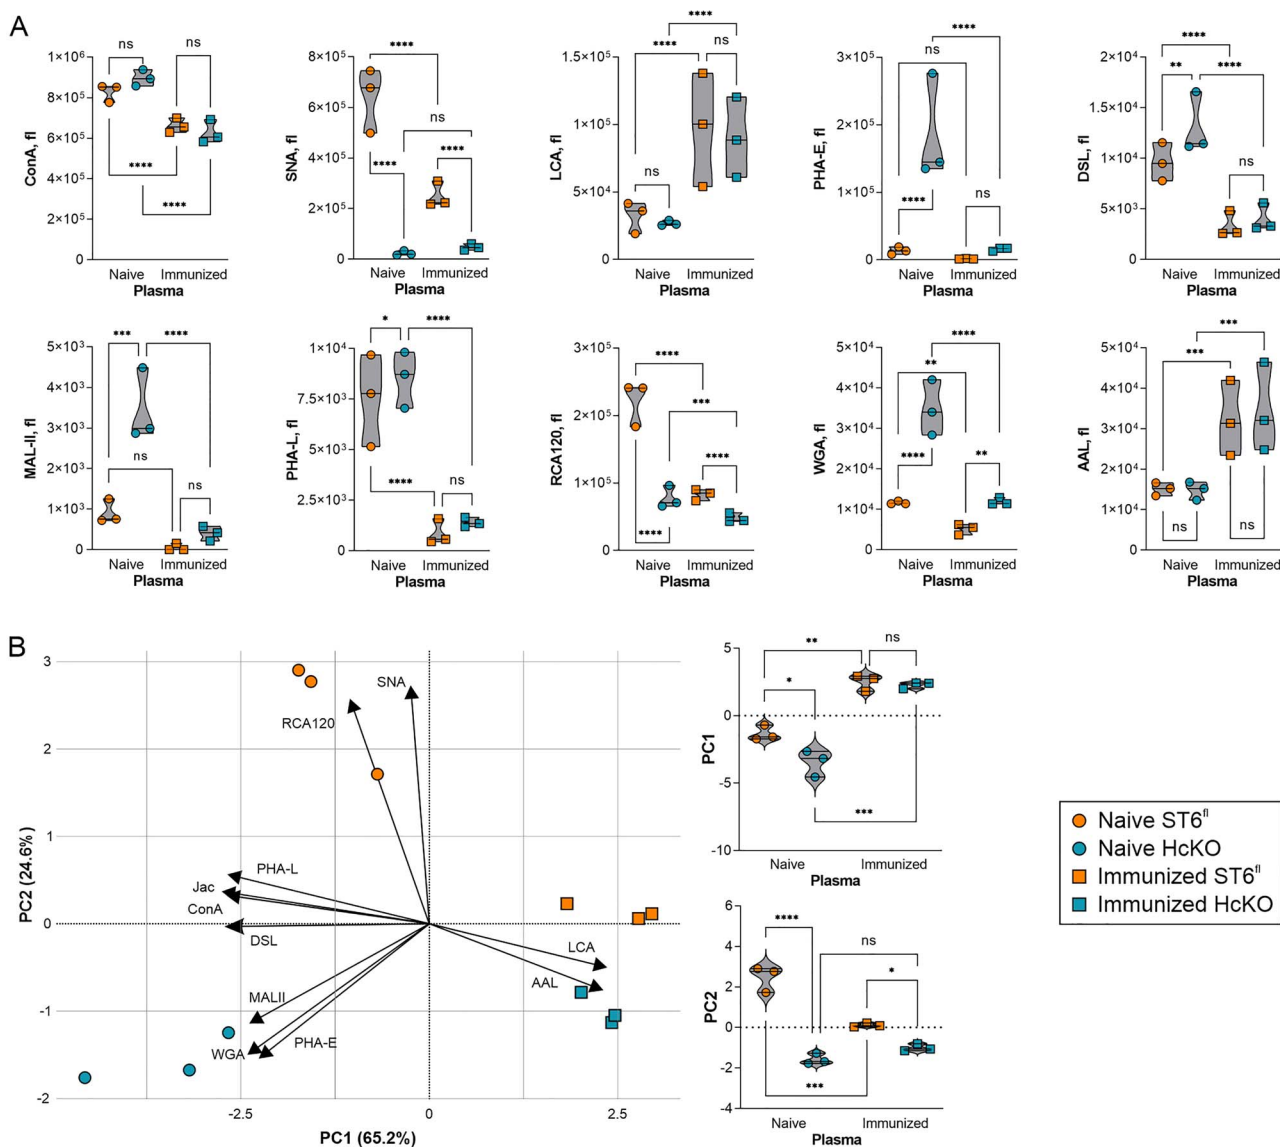 A
ConA, fl
1×10⁶
8×10⁵
6×10⁵
4×10⁵
2×10⁵
0
ns
ns
****
****
Naive Immunized
Plasma
SNA, fl
8×10⁵
6×10⁵
4×10⁵
2×10⁵
0
****
ns
****
****
Naive Immunized
Plasma
LCA, fl
1.5×10⁵
1×10⁵
5×10⁴
0
****
****
ns
ns
Naive Immunized
Plasma
PHA-E, fl
3×10⁵
2×10⁵
1×10⁵
0
****
ns
****
ns
Naive Immunized
Plasma
DSL, fl
2×10⁴
1.5×10⁴
1×10⁴
5×10³
0
****
**
****
ns
Naive Immunized
Plasma
MAL-II, fl
5×10³
4×10³
3×10³
2×10³
1×10³
0
***
****
ns
ns
Naive Immunized
Plasma
PHA-L, fl
1×10⁴
7.5×10³
5×10³
2.5×10³
0
*
****
****
ns
Naive Immunized
Plasma
RCA120, fl
3×10⁵
2×10⁵
1×10⁵
0
****
***
****
****
Naive Immunized
Plasma
WGA, fl
5×10⁴
4×10⁴
3×10⁴
2×10⁴
1×10⁴
0
****
**
****
**
Naive Immunized
Plasma
AAL, fl
5×10⁴
4×10⁴
3×10⁴
2×10⁴
1×10⁴
0
***
***
ns
ns
Naive Immunized
Plasma
B
PC2 (24.6%)
3
2
1
0
-1
-2
SNA
RCA120
PHA-L
Jac
ConA
DSL
LCA
AAL
MALII
WGA
PHA-E
-2.5 0 2.5
PC1 (65.2%)
PC1
5
0
-5
-10
**
ns
*
***
Naive Immunized
Plasma
PC2
6
4
2
0
-2
-4
****
ns
*
***
Naive Immunized
Plasma
Naive ST6ᶠˡ
Naive HcKO
Immunized ST6ᶠˡ
Immunized HcKO